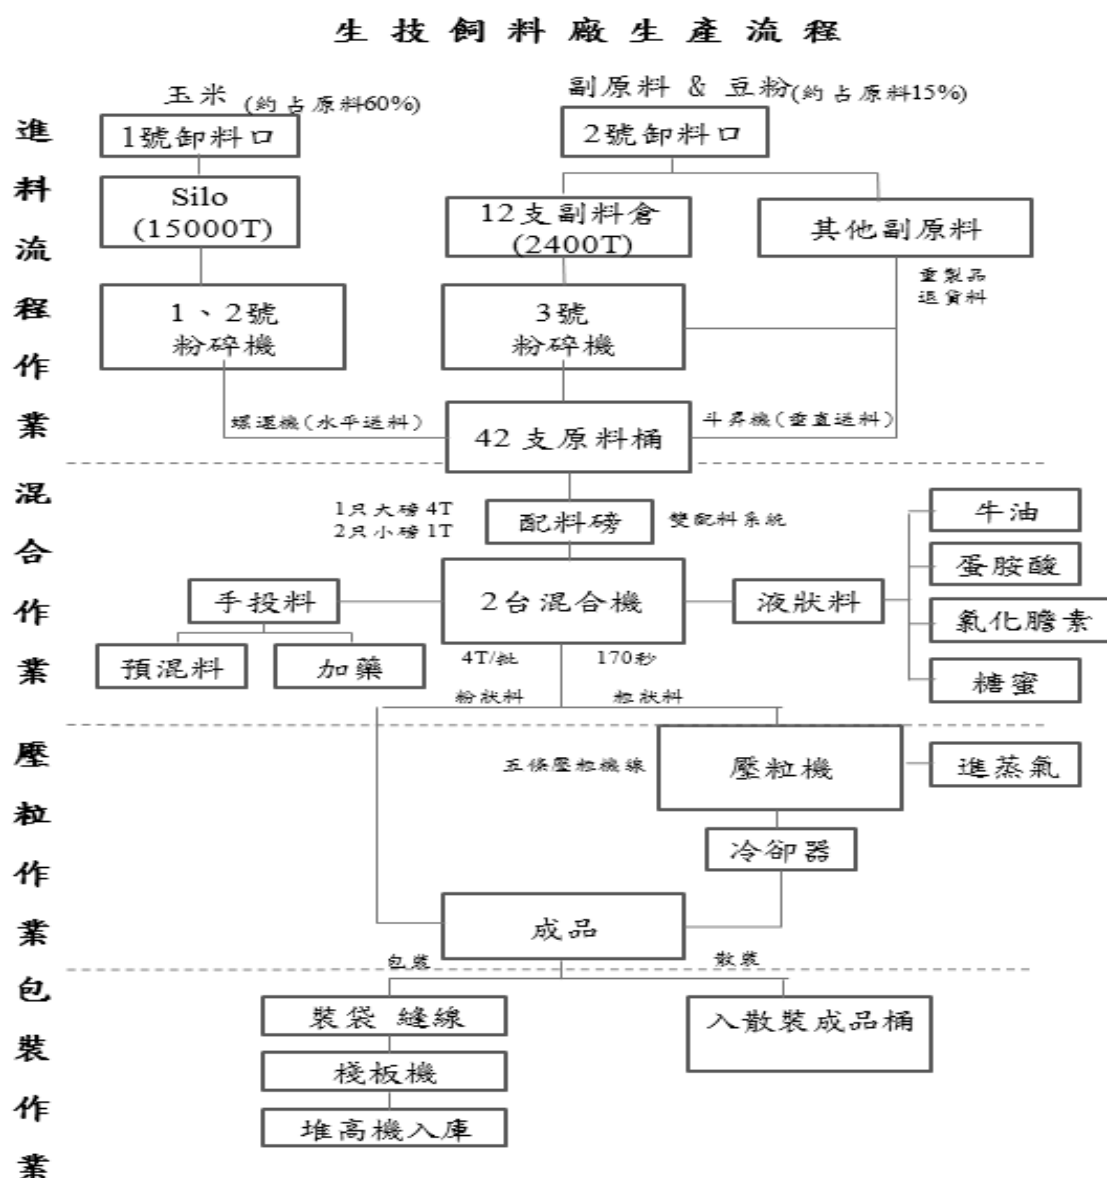 生技飼料廠生產流程
進料流程作業
玉米 (約占原料60%)
1號卸料口
Silo
(15000T)
1、2號
粉碎機
副原料 & 豆粉(約占原料15%)
2號卸料口
12支副料倉
(2400T)
其他副原料
重製品
退貨料
3號
粉碎機
螺運機(水平送料)
42 支原料桶
斗昇機(垂直送料)
混合作業
1只大磅 4T
2只小磅 1T
配料磅
雙配料系統
手投料
預混料
加藥
2台混合機
液狀料
牛油
蛋胺酸
氯化膽素
糖蜜
4T/批
170秒
粉狀料
粒狀料
壓粒作業
五條壓粒機線
壓粒機
進蒸氣
冷卻器
成品
包裝作業
包裝
散裝
裝袋 縫線
棧板機
堆高機入庫
入散裝成品桶